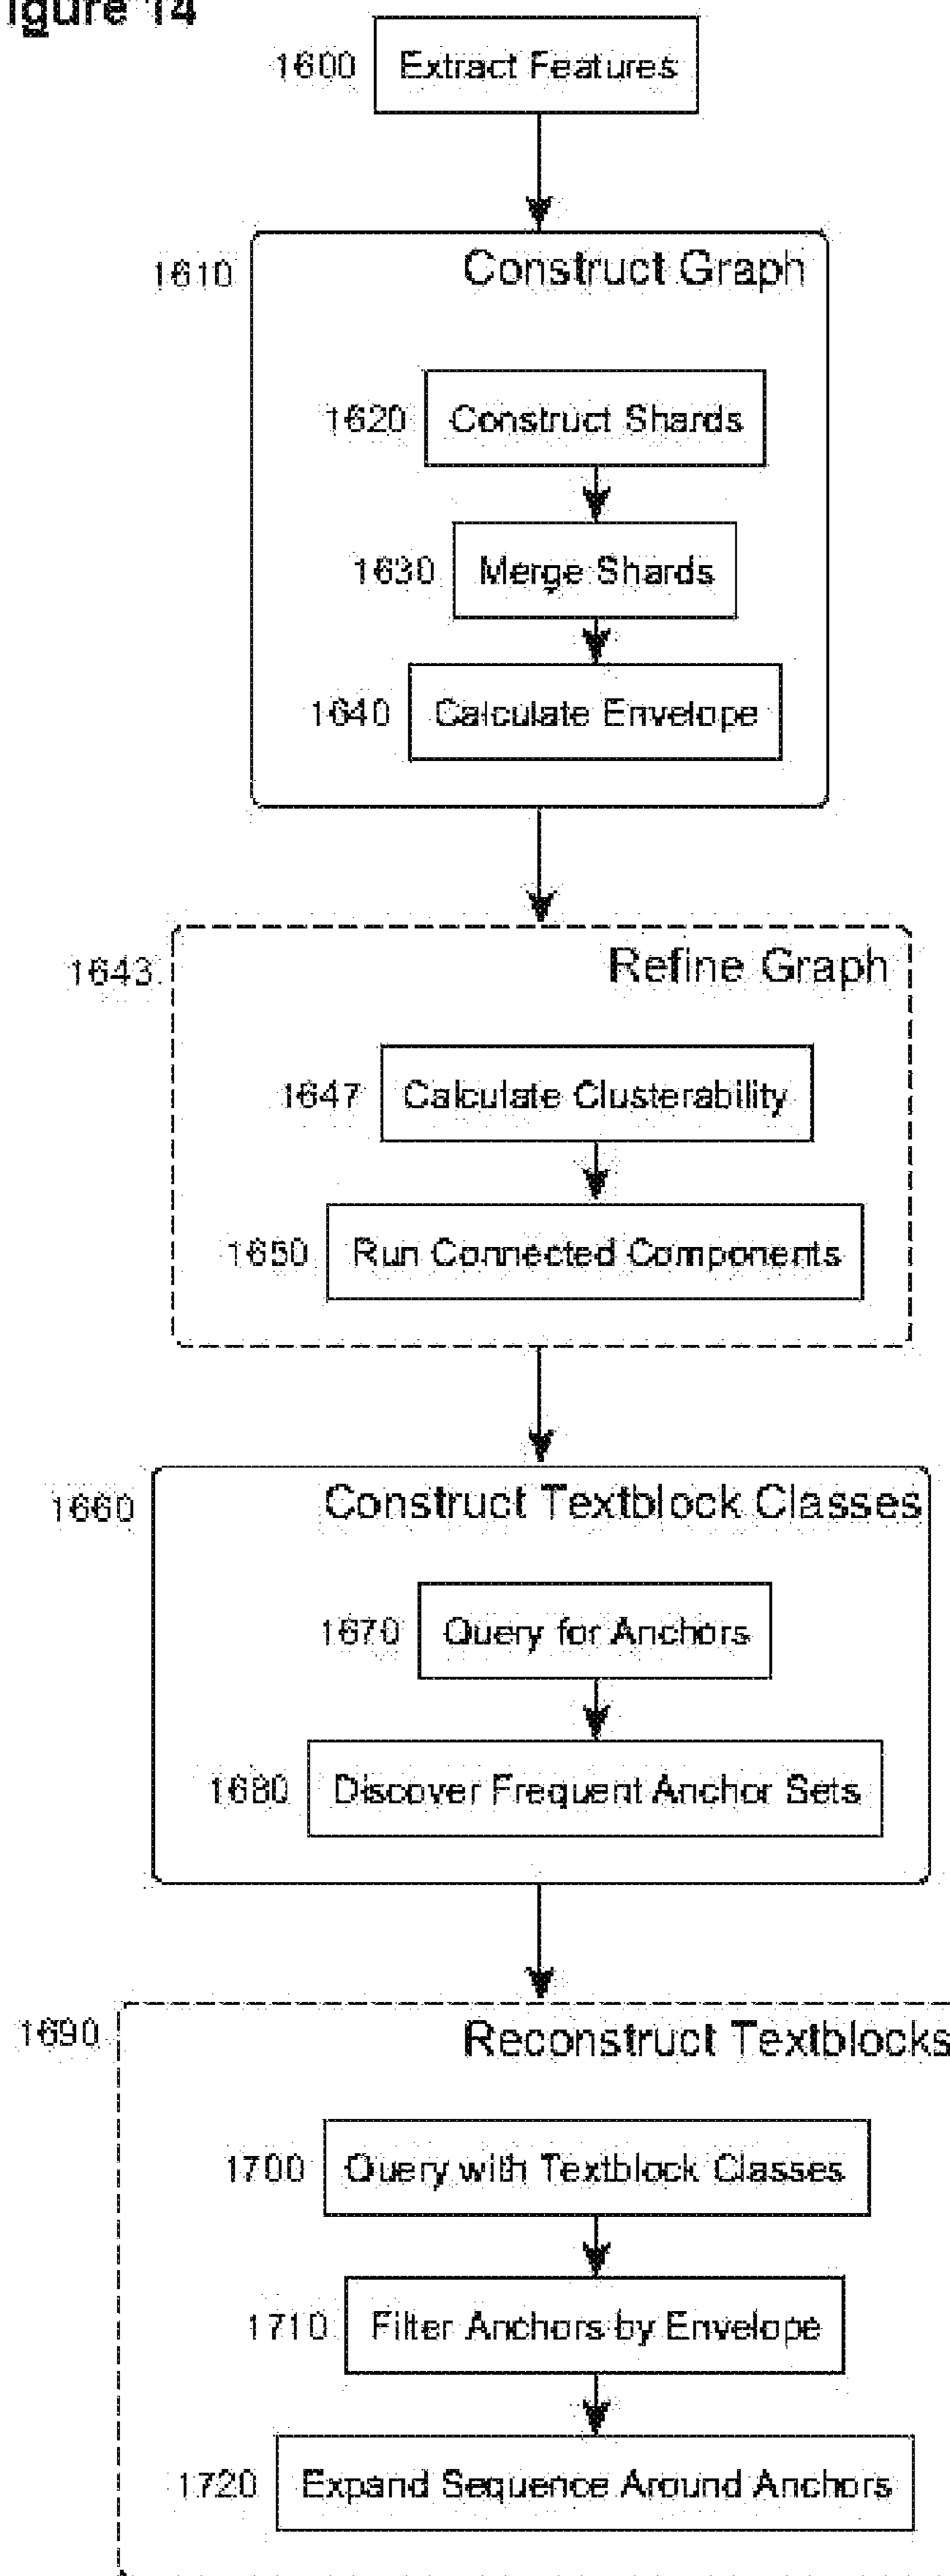 igure 14
1600 Extract Features
1610 Construct Graph
1620 Construct Shards
1630 Merge Shards
1640 Calculate Envelope
1643 Refine Graph
1647 Calculate Clusterability
1650 Run Connected Components
1660 Construct Textblock Classes
1670 Query for Anchors
1680 Discover Frequent Anchor Sets
1690 Reconstruct Textblocks
1700 Query with Textblock Classes
1710 Filter Anchors by Envelope
1720 Expand Sequence Around Anchors